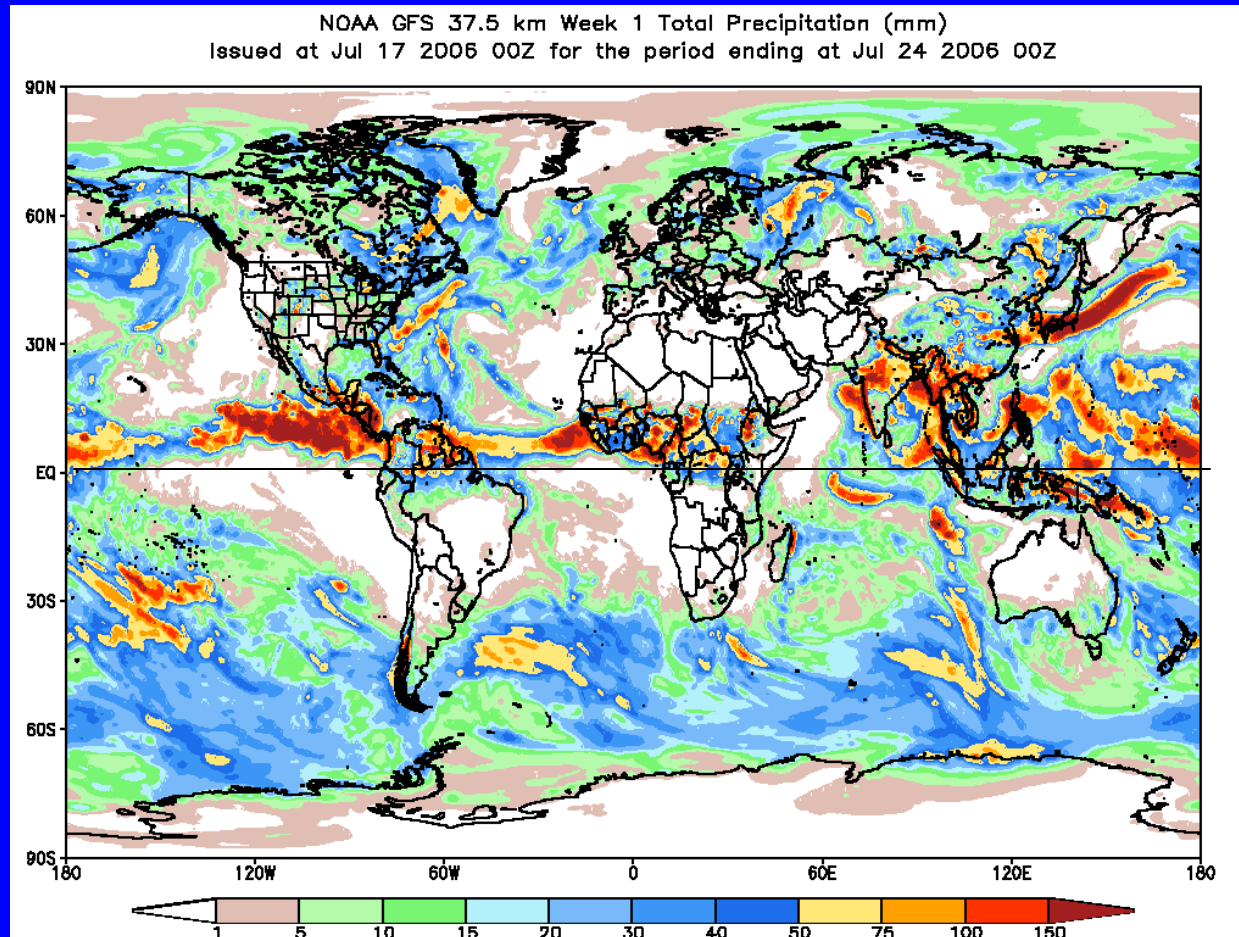 NOAA GFS 37.5 km Week 1 Total Precipitation (mm)
Issued at Jul 17 2006 00Z for the period ending at Jul 24 2006 00Z
90N
60N
30N
EQ
30S
60S
90S
180 120W 60W 0 60E 120E 180
1 5 10 15 20 30 40 50 75 100 150